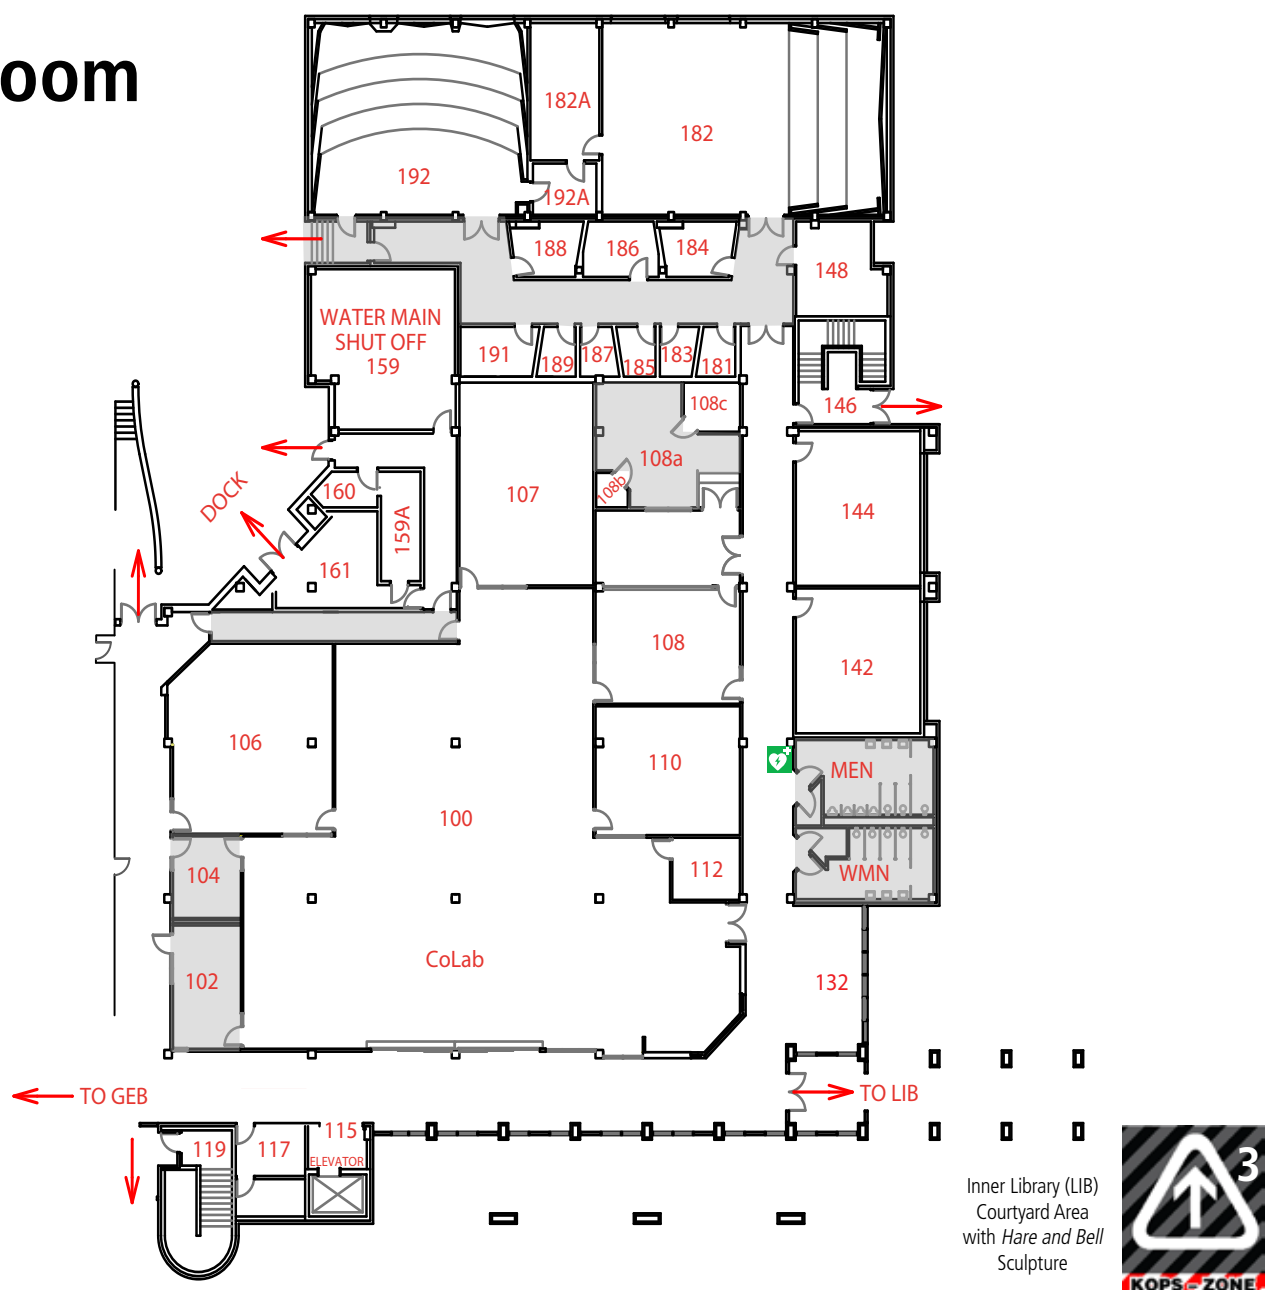 oom
182A
182
192
192A
188
186
184
148
WATER MAIN
SHUT OFF
159
191
189
187
185
183
181
108c
146
108a
108b
160
107
DOCK
159A
144
161
108
142
106
110
MEN
100
112
104
WMN
CoLab
102
132
TO GEB
TO LIB
115
119
117
ELEVATOR
3
Inner Library (LIB)
Courtyard Area
with Hare and Bell
Sculpture
KOPS - ZONE